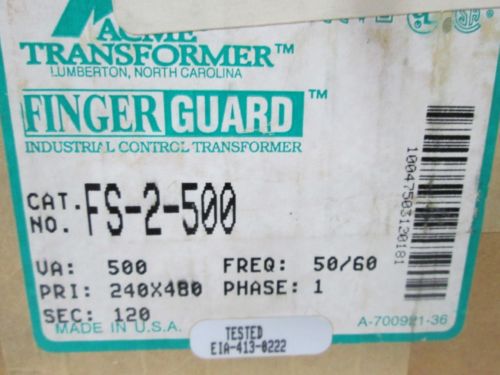 ACME
TRANSFORMER™
LUMBERTON, NORTH CAROLINA
FINGER GUARD™
INDUSTRIAL CONTROL TRANSFORMER
CAT. NO. FS-2-500
VA: 500 FREQ: 50/60
PRI: 240X480 PHASE: 1
SEC: 120
MADE IN U.S.A.
A-700921-36
TESTED
EIA-413-0222
10047503120181